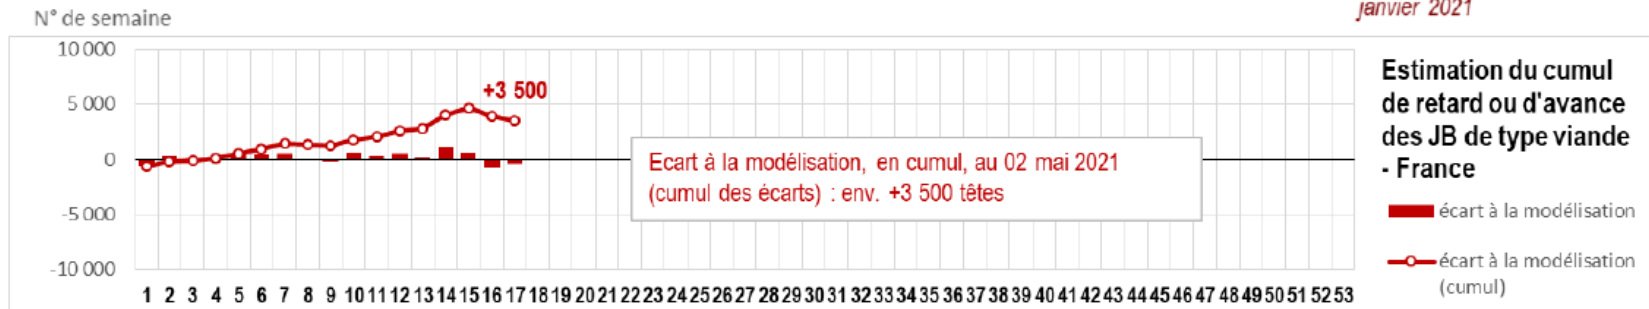 janvier 2021
N° de semaine
10 000
5 000
0
-5 000
-10 000
+3 500
Ecart à la modélisation, en cumul, au 02 mai 2021
(cumul des écarts) : env. +3 500 têtes
1 2 3 4 5 6 7 8 9 10 11 12 13 14 15 16 17 18 19 20 21 22 23 24 25 26 27 28 29 30 31 32 33 34 35 36 37 38 39 40 41 42 43 44 45 46 47 48 49 50 51 52 53
Estimation du cumul
de retard ou d'avance
des JB de type viande
- France
écart à la modélisation
écart à la modélisation
(cumul)